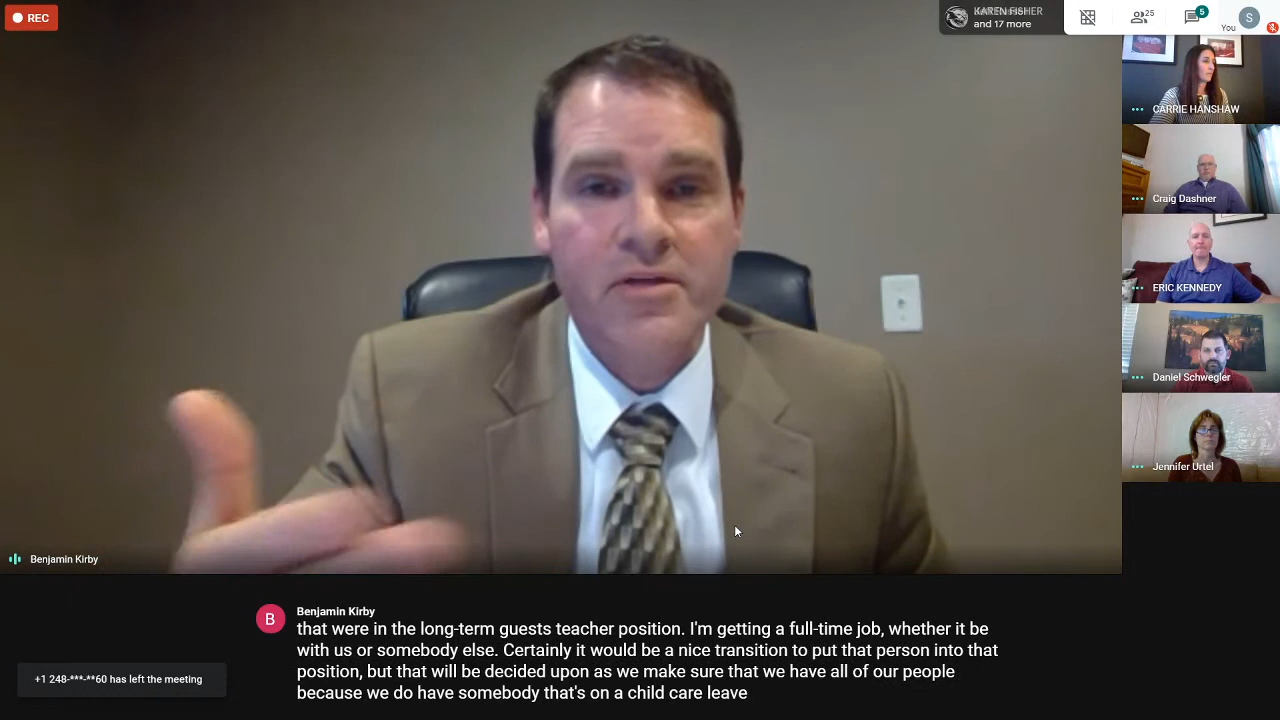 REC
KAREN FISHER
and 17 more
25
5
You
S
CARRIE HANSHAW
Craig Dashner
ERIC KENNEDY
Daniel Schwegler
Jennifer Urtel
Benjamin Kirby
B
Benjamin Kirby
that were in the long-term guests teacher position. I'm getting a full-time job, whether it be
with us or somebody else. Certainly it would be a nice transition to put that person into that
position, but that will be decided upon as we make sure that we have all of our people
because we do have somebody that's on a child care leave
+1 248-***-**60 has left the meeting